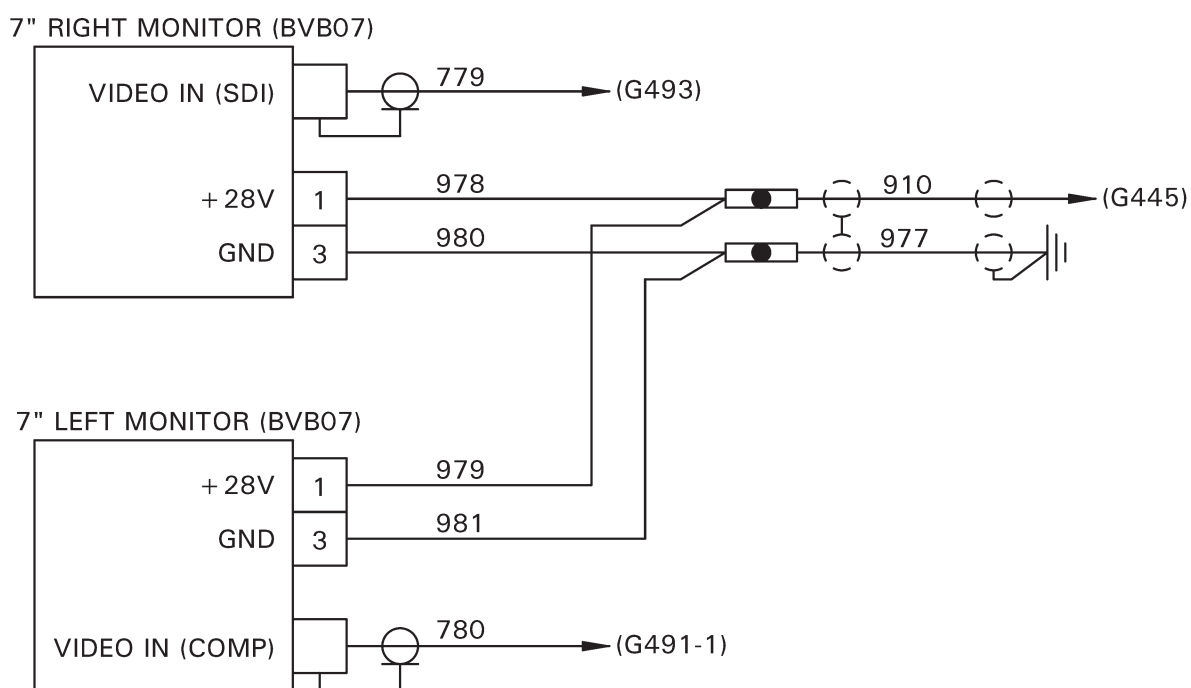 7" RIGHT MONITOR (BVB07)
VIDEO IN (SDI) 779 (G493)
+28V 1 978 910 (G445)
GND 3 980 977
7" LEFT MONITOR (BVB07)
+28V 1 979
GND 3 981
VIDEO IN (COMP) 780 (G491-1)